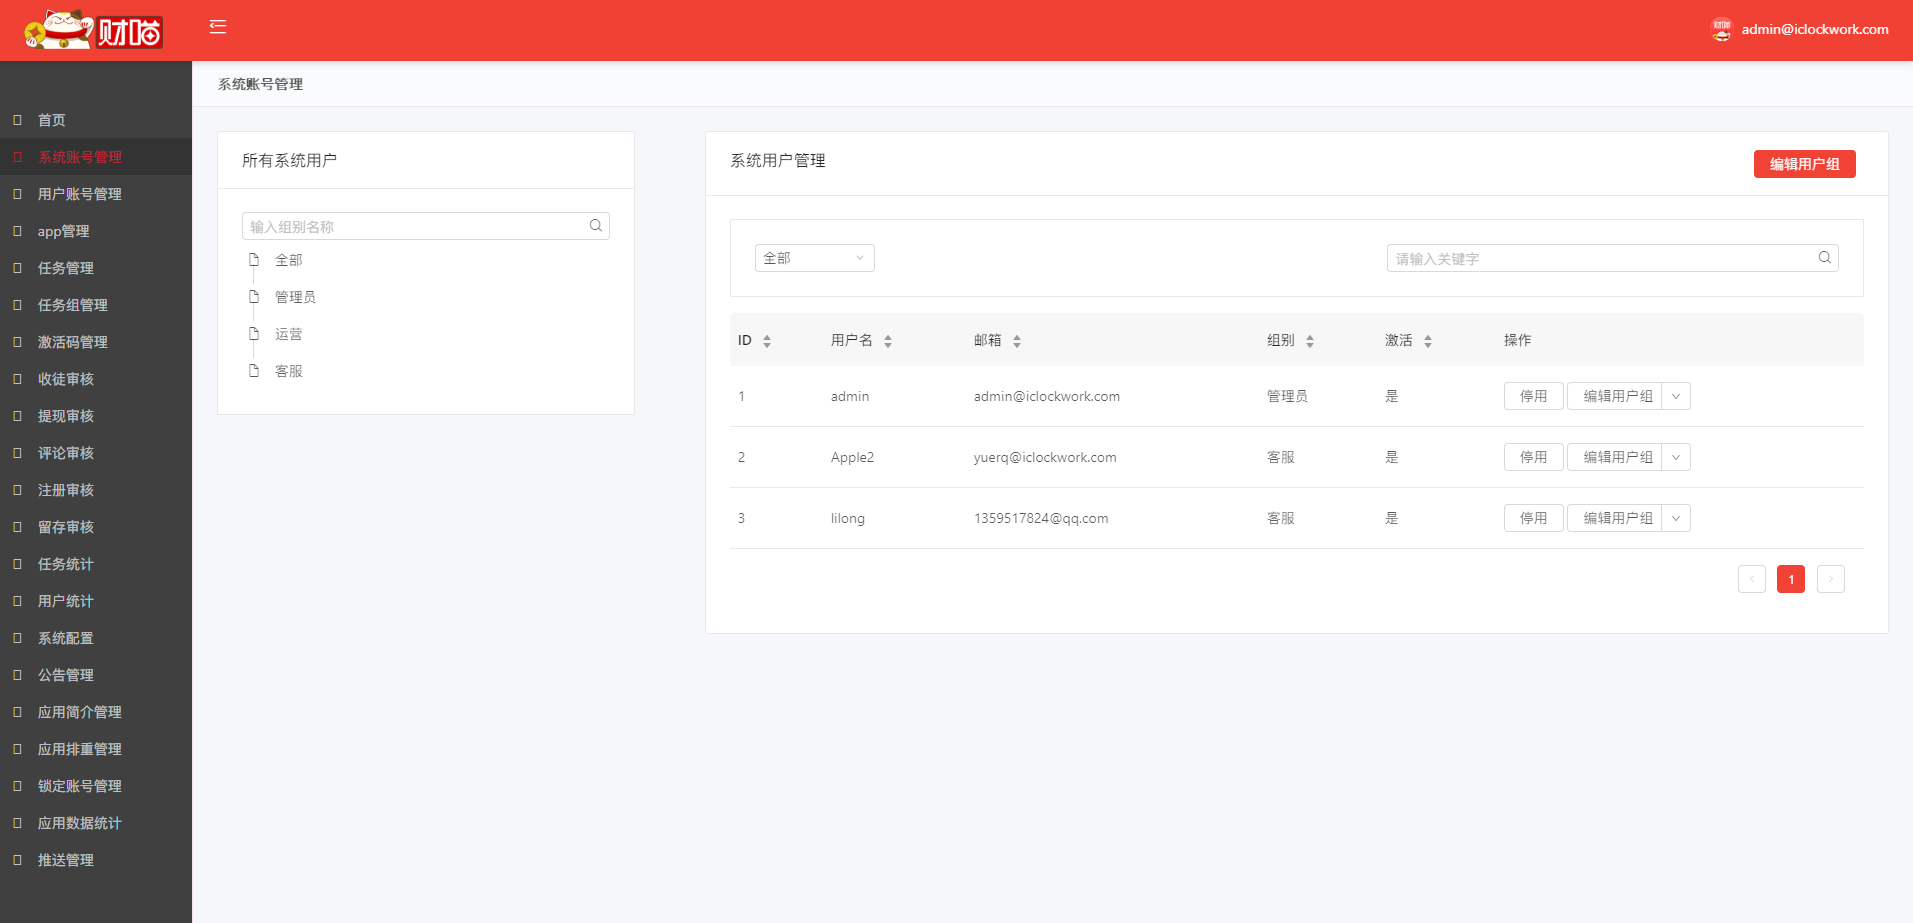 财喵
admin@iclockwork.com
首页
系统账号管理
用户账号管理
app管理
任务管理
任务组管理
激活码管理
收徒审核
提现审核
评论审核
注册审核
留存审核
任务统计
用户统计
系统配置
公告管理
应用简介管理
应用排重管理
锁定账号管理
应用数据统计
推送管理
系统账号管理
所有系统用户
输入组别名称
全部
管理员
运营
客服
系统用户管理 编辑用户组
全部 请输入关键字
ID 用户名 邮箱 组别 激活 操作
1 admin admin@iclockwork.com 管理员 是 停用 编辑用户组
2 Apple2 yuerq@iclockwork.com 客服 是 停用 编辑用户组
3 lilong 1359517824@qq.com 客服 是 停用 编辑用户组
1